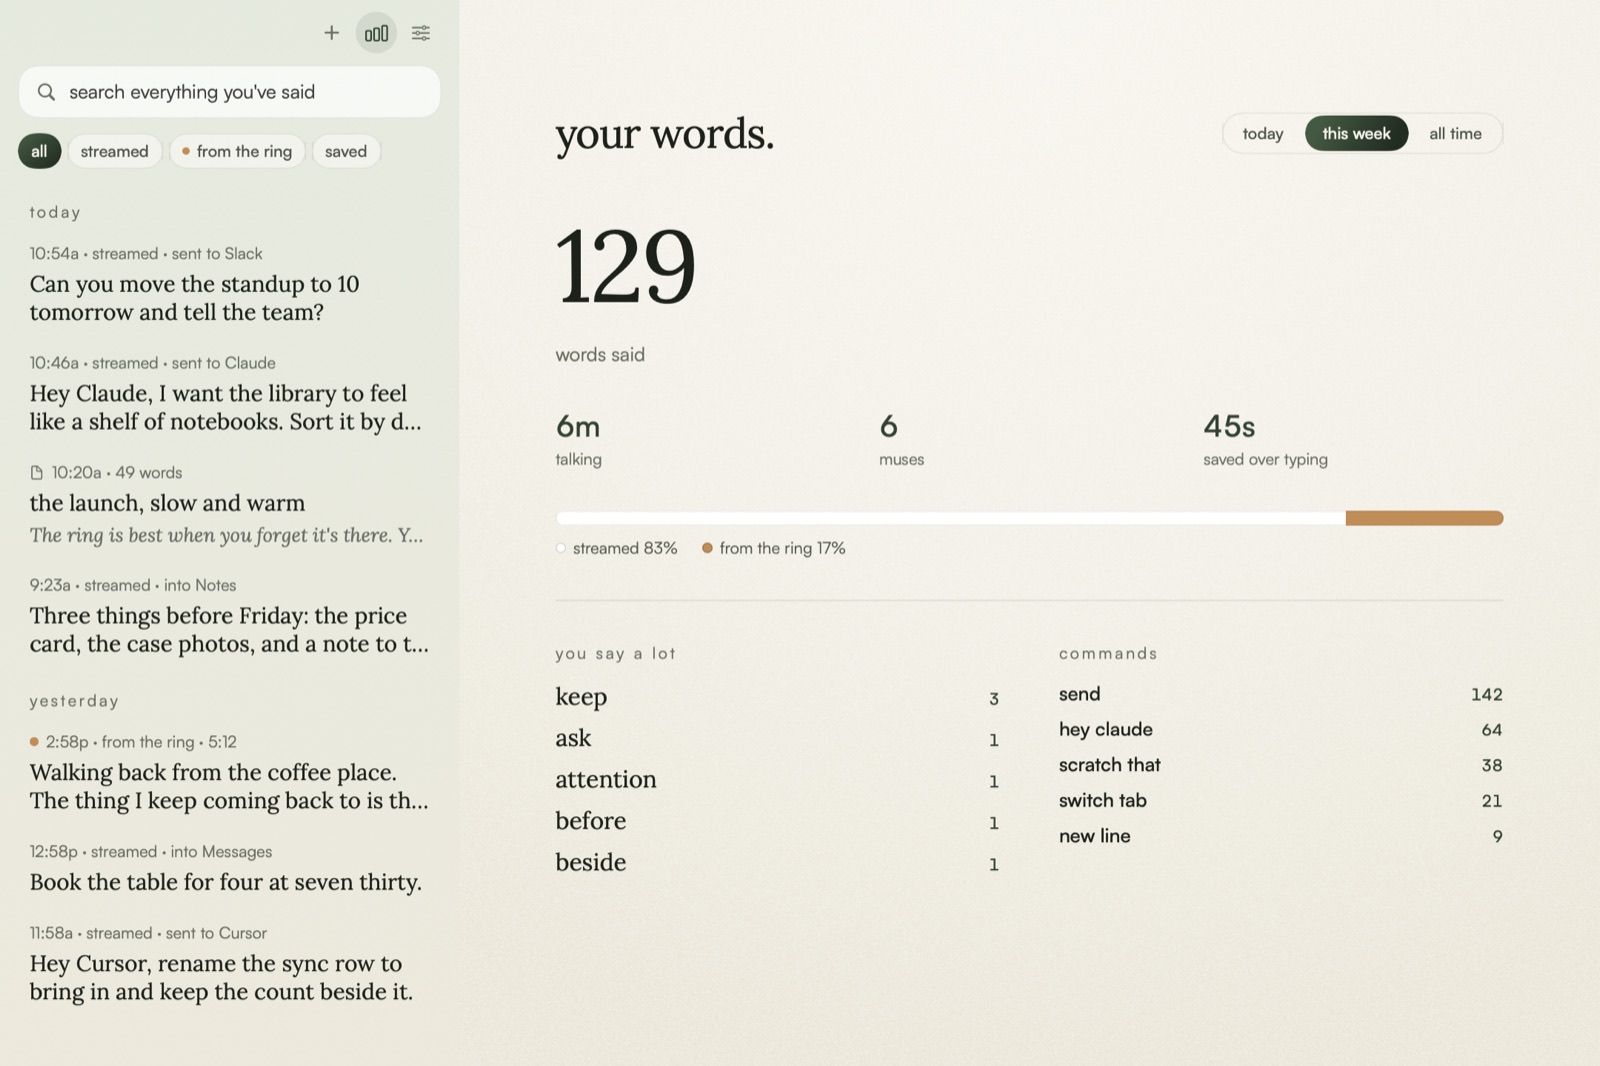 search everything you've said
all
streamed
from the ring
saved
today
10:54a · streamed · sent to Slack
Can you move the standup to 10
tomorrow and tell the team?
10:46a · streamed · sent to Claude
Hey Claude, I want the library to feel
like a shelf of notebooks. Sort it by d...
10:20a · 49 words
the launch, slow and warm
The ring is best when you forget it's there. Y...
9:23a · streamed · into Notes
Three things before Friday: the price
card, the case photos, and a note to t...
yesterday
2:58p · from the ring · 5:12
Walking back from the coffee place.
The thing I keep coming back to is th...
12:58p · streamed · into Messages
Book the table for four at seven thirty.
11:58a · streamed · sent to Cursor
Hey Cursor, rename the sync row to
bring in and keep the count beside it.
your words.
today
this week
all time
129
words said
6m
talking
6
muses
45s
saved over typing
streamed 83%
from the ring 17%
you say a lot
keep 3
ask 1
attention 1
before 1
beside 1
commands
send 142
hey claude 64
scratch that 38
switch tab 21
new line 9